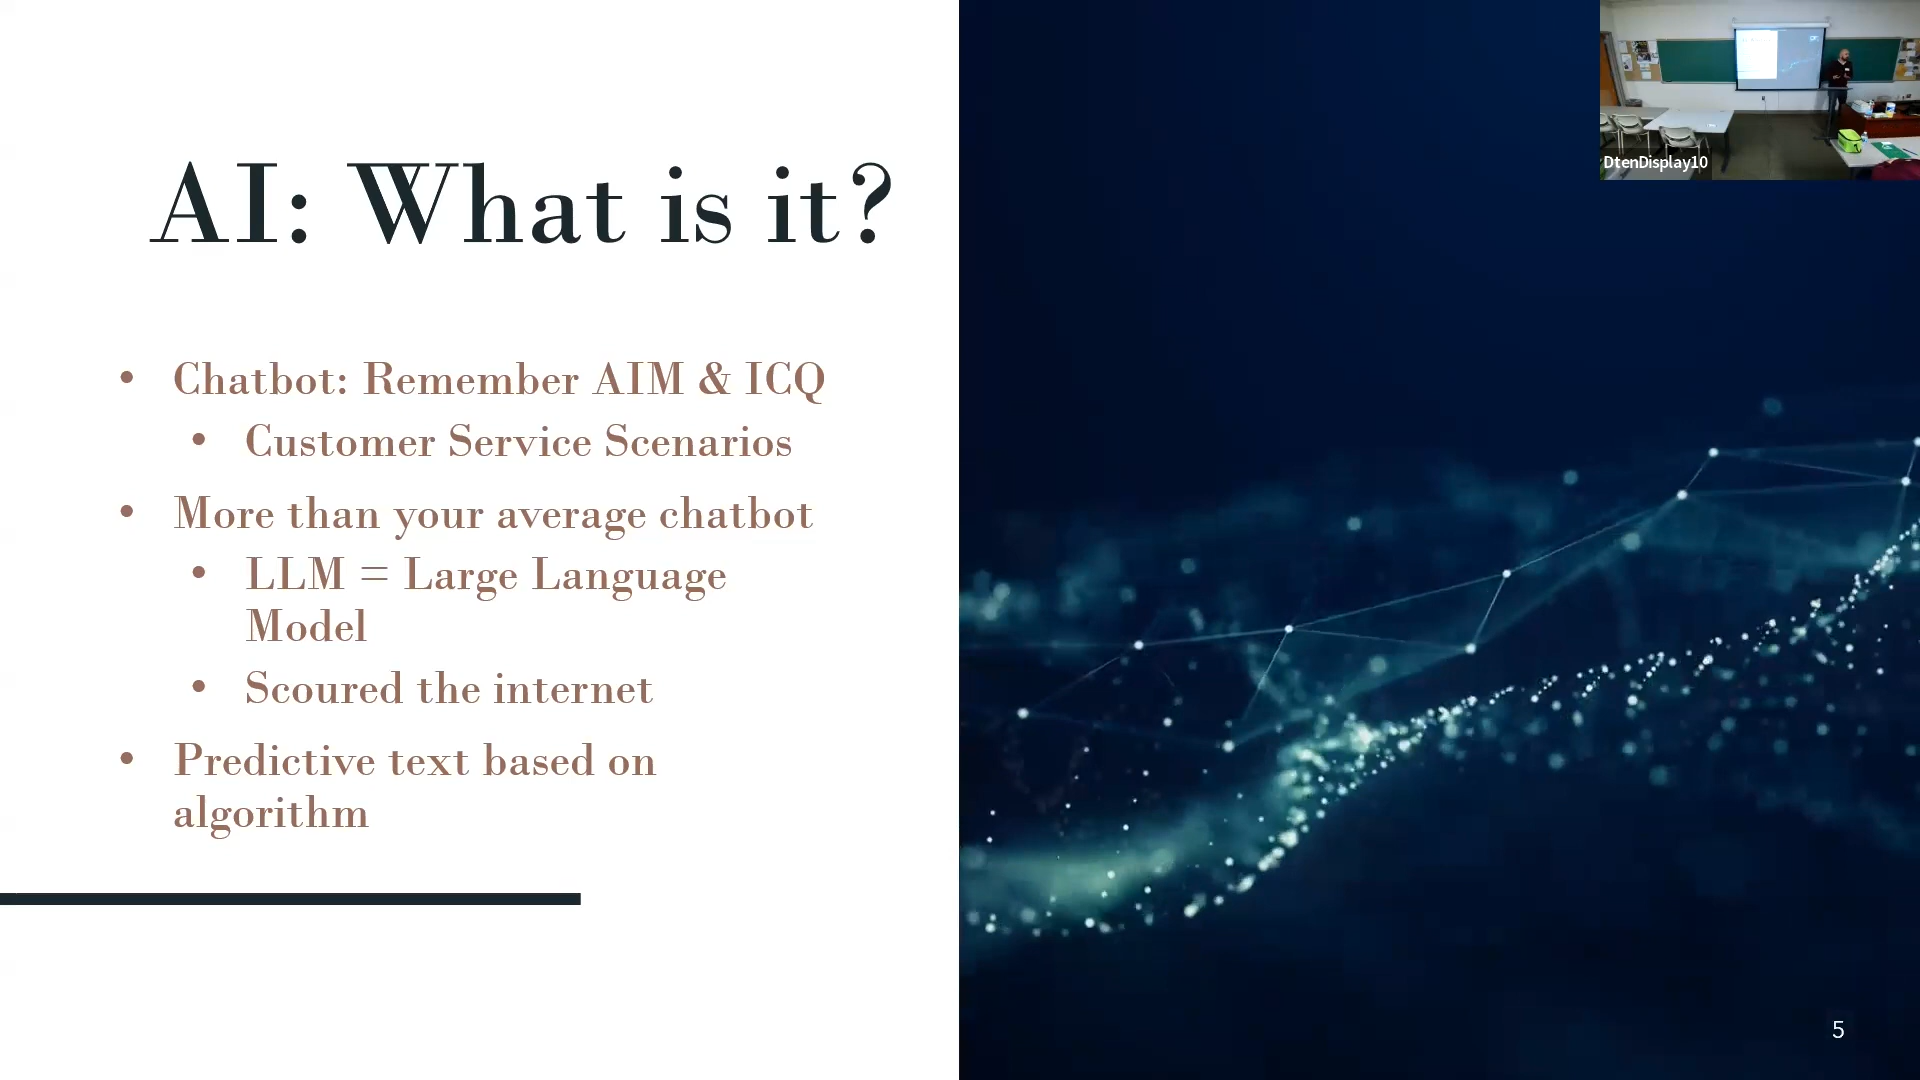 AI: What is it?
• Chatbot: Remember AIM & ICQ
• Customer Service Scenarios
• More than your average chatbot
• LLM = Large Language
Model
• Scoured the internet
• Predictive text based on
algorithm
DtenDisplay10
5